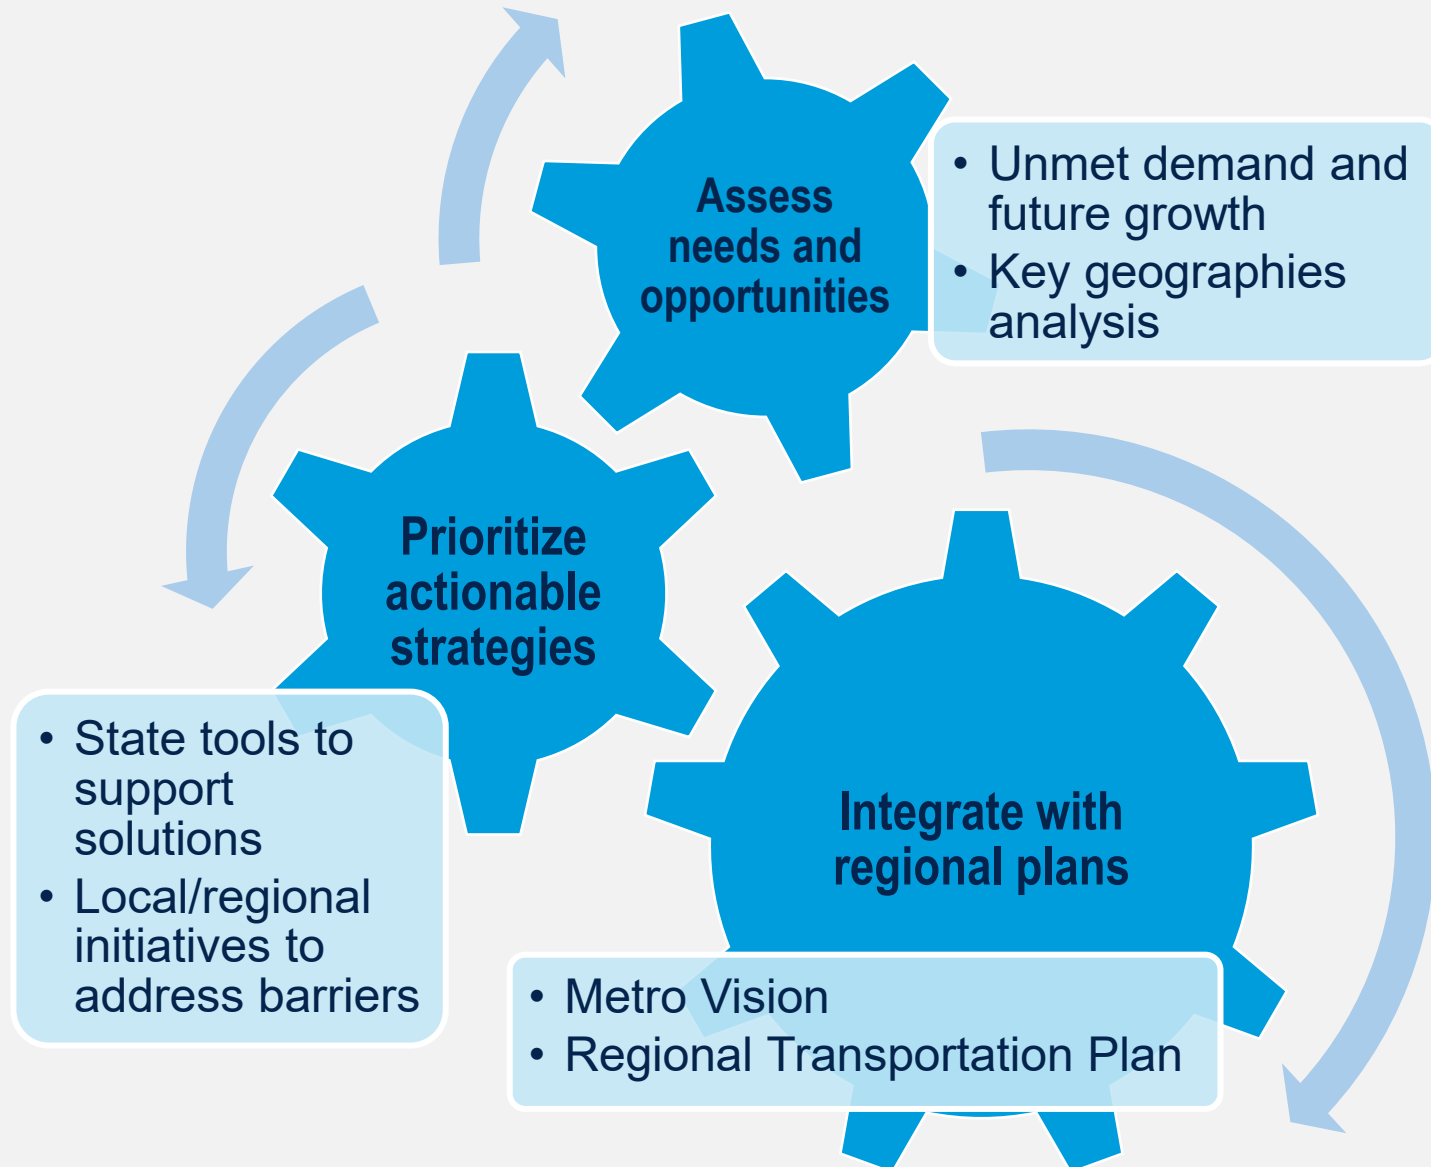 Assess
needs and
opportunities
• Unmet demand and
future growth
• Key geographies
analysis
Prioritize
actionable
strategies
• State tools to
support
solutions
• Local/regional
initiatives to
address barriers
Integrate with
regional plans
• Metro Vision
• Regional Transportation Plan